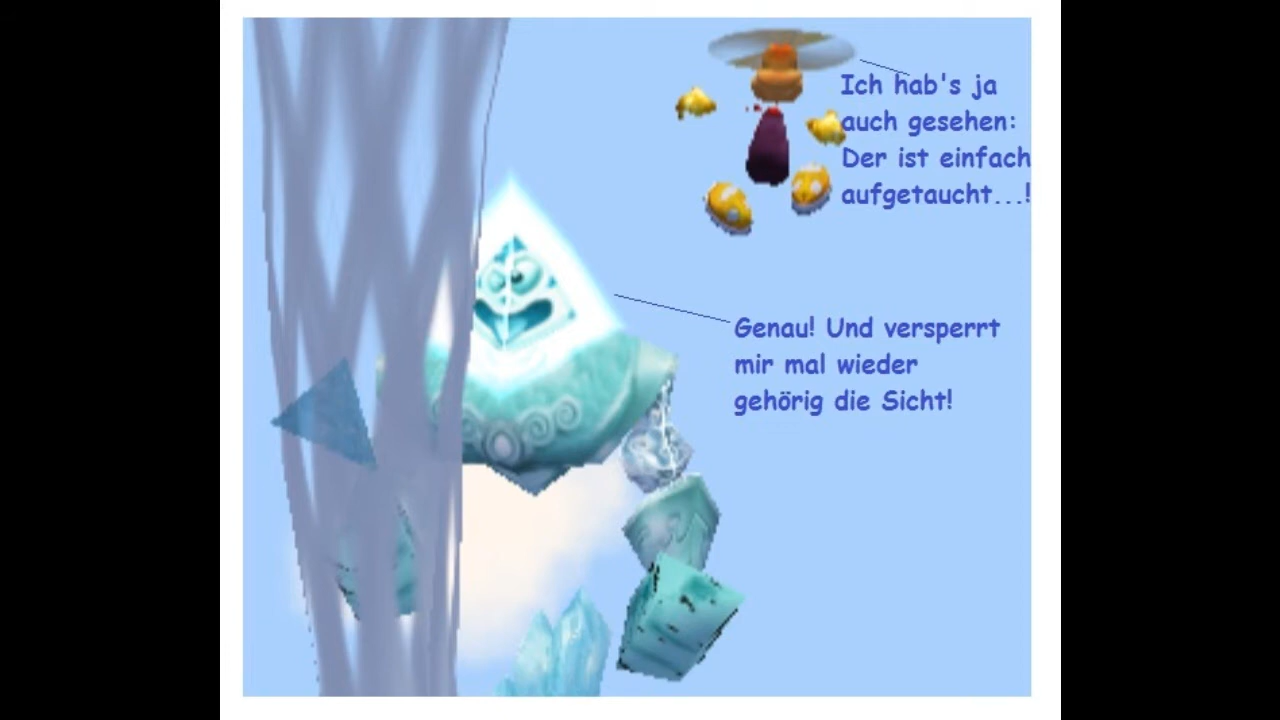 Ich hab's ja
auch gesehen:
Der ist einfach
aufgetaucht...!
Genau! Und versperrt
mir mal wieder
gehörig die Sicht!